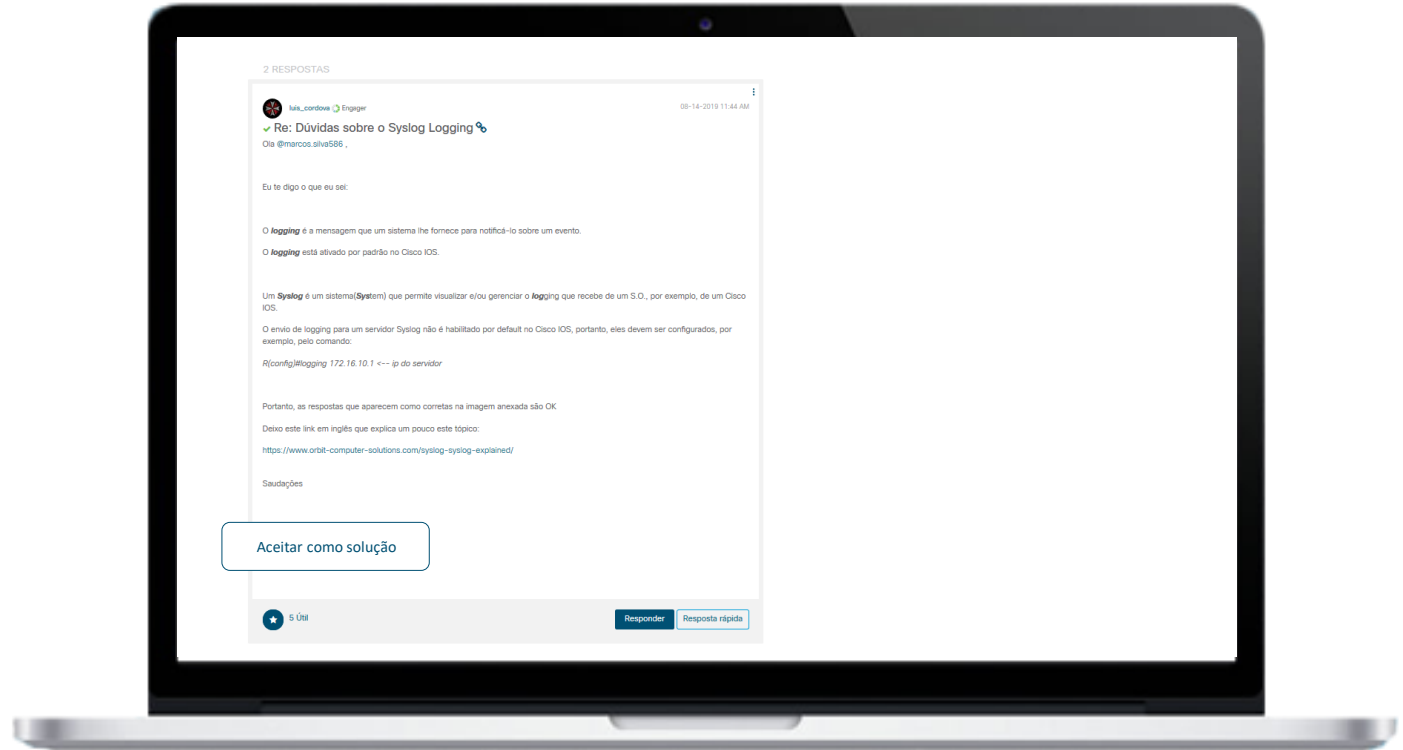 2 RESPOSTAS
luis_cordova Engager
08-14-2019 11:44 AM
Re: Dúvidas sobre o Syslog Logging
Ola @marcos.silva586 ,
Eu te digo o que eu sei:
O logging é a mensagem que um sistema lhe fornece para notificá-lo sobre um evento.
O logging está ativado por padrão no Cisco IOS.
Um Syslog é um sistema(System) que permite visualizar e/ou gerenciar o logging que recebe de um S.O., por exemplo, de um Cisco
IOS.
O envio de logging para um servidor Syslog não é habilitado por default no Cisco IOS, portanto, eles devem ser configurados, por
exemplo, pelo comando:
R(config)#logging 172.16.10.1 <-- ip do servidor
Portanto, as respostas que aparecem como corretas na imagem anexada são OK
Deixo este link em inglês que explica um pouco este tópico:
https://www.orbit-computer-solutions.com/syslog-syslog-explained/
Saudações
Aceitar como solução
5 Útil
Responder
Resposta rápida